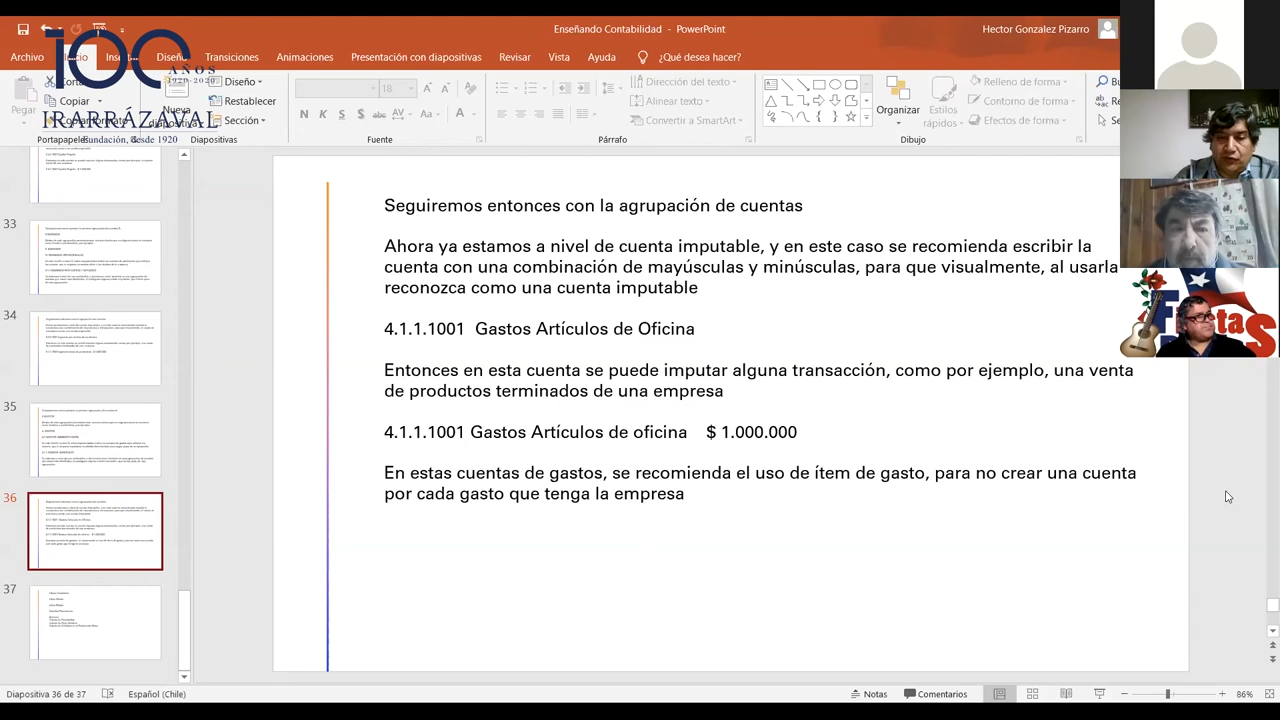 Enseñando Contabilidad - PowerPoint
Hector Gonzalez Pizarro
Archivo
Transiciones
Animaciones
Presentación con diapositivas
Revisar
Vista
Ayuda
¿Qué desea hacer?
100
AÑOS
1920-2020
IRARRÁZAVAL
Fundación, desde 1920
Pegar
Copiar
Nueva
Diseño
Restablecer
Sección
18
Dirección del texto
Alinear texto
Convertir a SmartArt
Organizar
Estilos
rápidos
Relleno de forma
Contorno de forma
Efectos de forma
Portapapeles
Diapositivas
Fuente
Párrafo
Dibujo
33
34
35
36
37
Seguiremos entonces con la agrupación de cuentas
Ahora ya estamos a nivel de cuenta imputable, y en este caso se recomienda escribir la
cuenta con una combinación de mayúsculas y minúsculas, para que visualmente, al usarla
reconozca como una cuenta imputable
4.1.1.1001 Gastos Artículos de Oficina
Entonces en esta cuenta se puede imputar alguna transacción, como por ejemplo, una venta
de productos terminados de una empresa
4.1.1.1001 Gastos Artículos de oficina $ 1.000.000
En estas cuentas de gastos, se recomienda el uso de ítem de gasto, para no crear una cuenta
por cada gasto que tenga la empresa
Diapositiva 36 de 37
Español (Chile)
Notas
Comentarios
86%